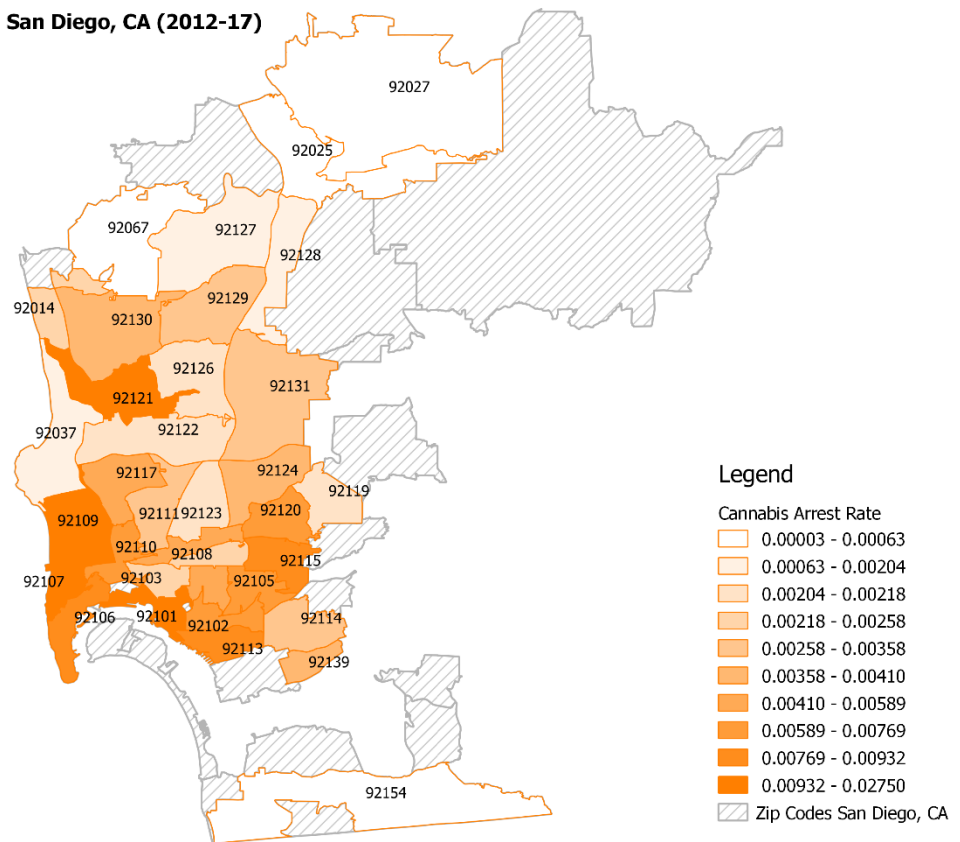 San Diego, CA (2012-17)
92027
92025
92067
92127
92128
92014
92129
92130
92126
92131
92121
92037
92122
92117
92124
92119
92109
92111
92123
92120
92110
92108
92115
92107
92103
92105
92106
92101
92102
92114
92113
92139
92154
Legend
Cannabis Arrest Rate
0.00003 - 0.00063
0.00063 - 0.00204
0.00204 - 0.00218
0.00218 - 0.00258
0.00258 - 0.00358
0.00358 - 0.00410
0.00410 - 0.00589
0.00589 - 0.00769
0.00769 - 0.00932
0.00932 - 0.02750
Zip Codes San Diego, CA